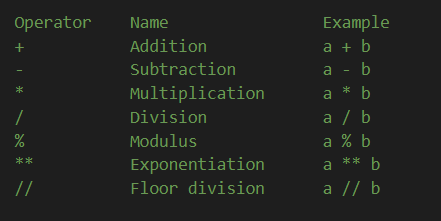 Operator Name Example
+ Addition a + b
- Subtraction a - b
* Multiplication a * b
/ Division a / b
% Modulus a % b
** Exponentiation a ** b
// Floor division a // b